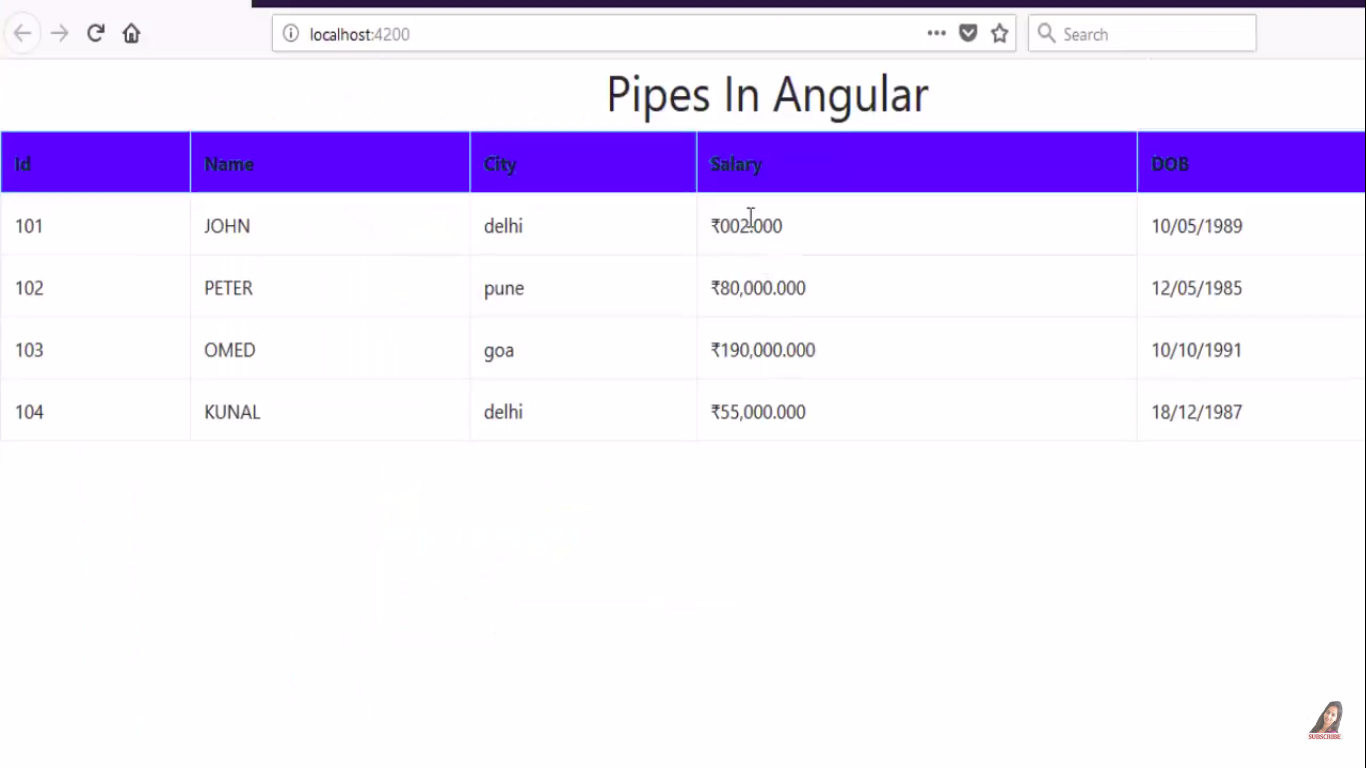 localhost:4200
Search
Pipes In Angular
Id Name City Salary DOB
101 JOHN delhi ₹002.000 10/05/1989
102 PETER pune ₹80,000.000 12/05/1985
103 OMED goa ₹190,000.000 10/10/1991
104 KUNAL delhi ₹55,000.000 18/12/1987
SUBSCRIBE